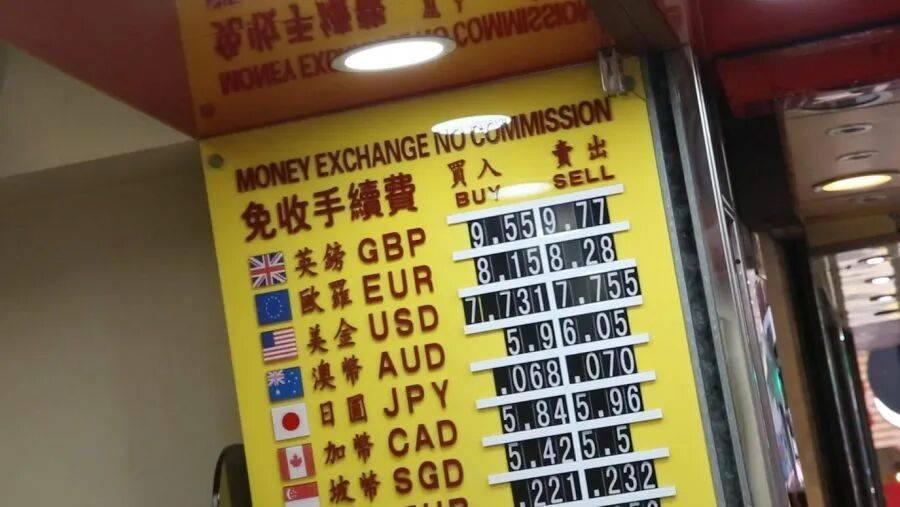 MONEY EXCHANGE NO COMMISSION
免收手續費 買入 賣出
BUY SELL
英鎊 GBP 9.55 9.77
歐羅 EUR 8.15 8.28
美金 USD 7.731 7.755
澳幣 AUD 5.9 6.05
日圓 JPY .068 .070
加幣 CAD 5.84 5.96
坡幣 SGD 5.42 5.5
.221 .232